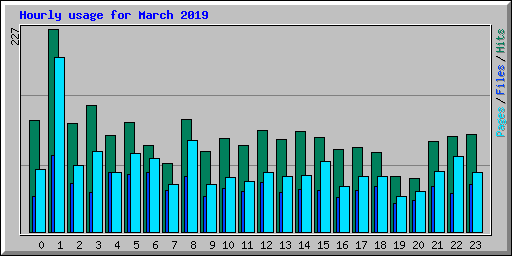 Hourly usage for March 2019
227
Pages/Files/Hits
0 1 2 3 4 5 6 7 8 9 10 11 12 13 14 15 16 17 18 19 20 21 22 23